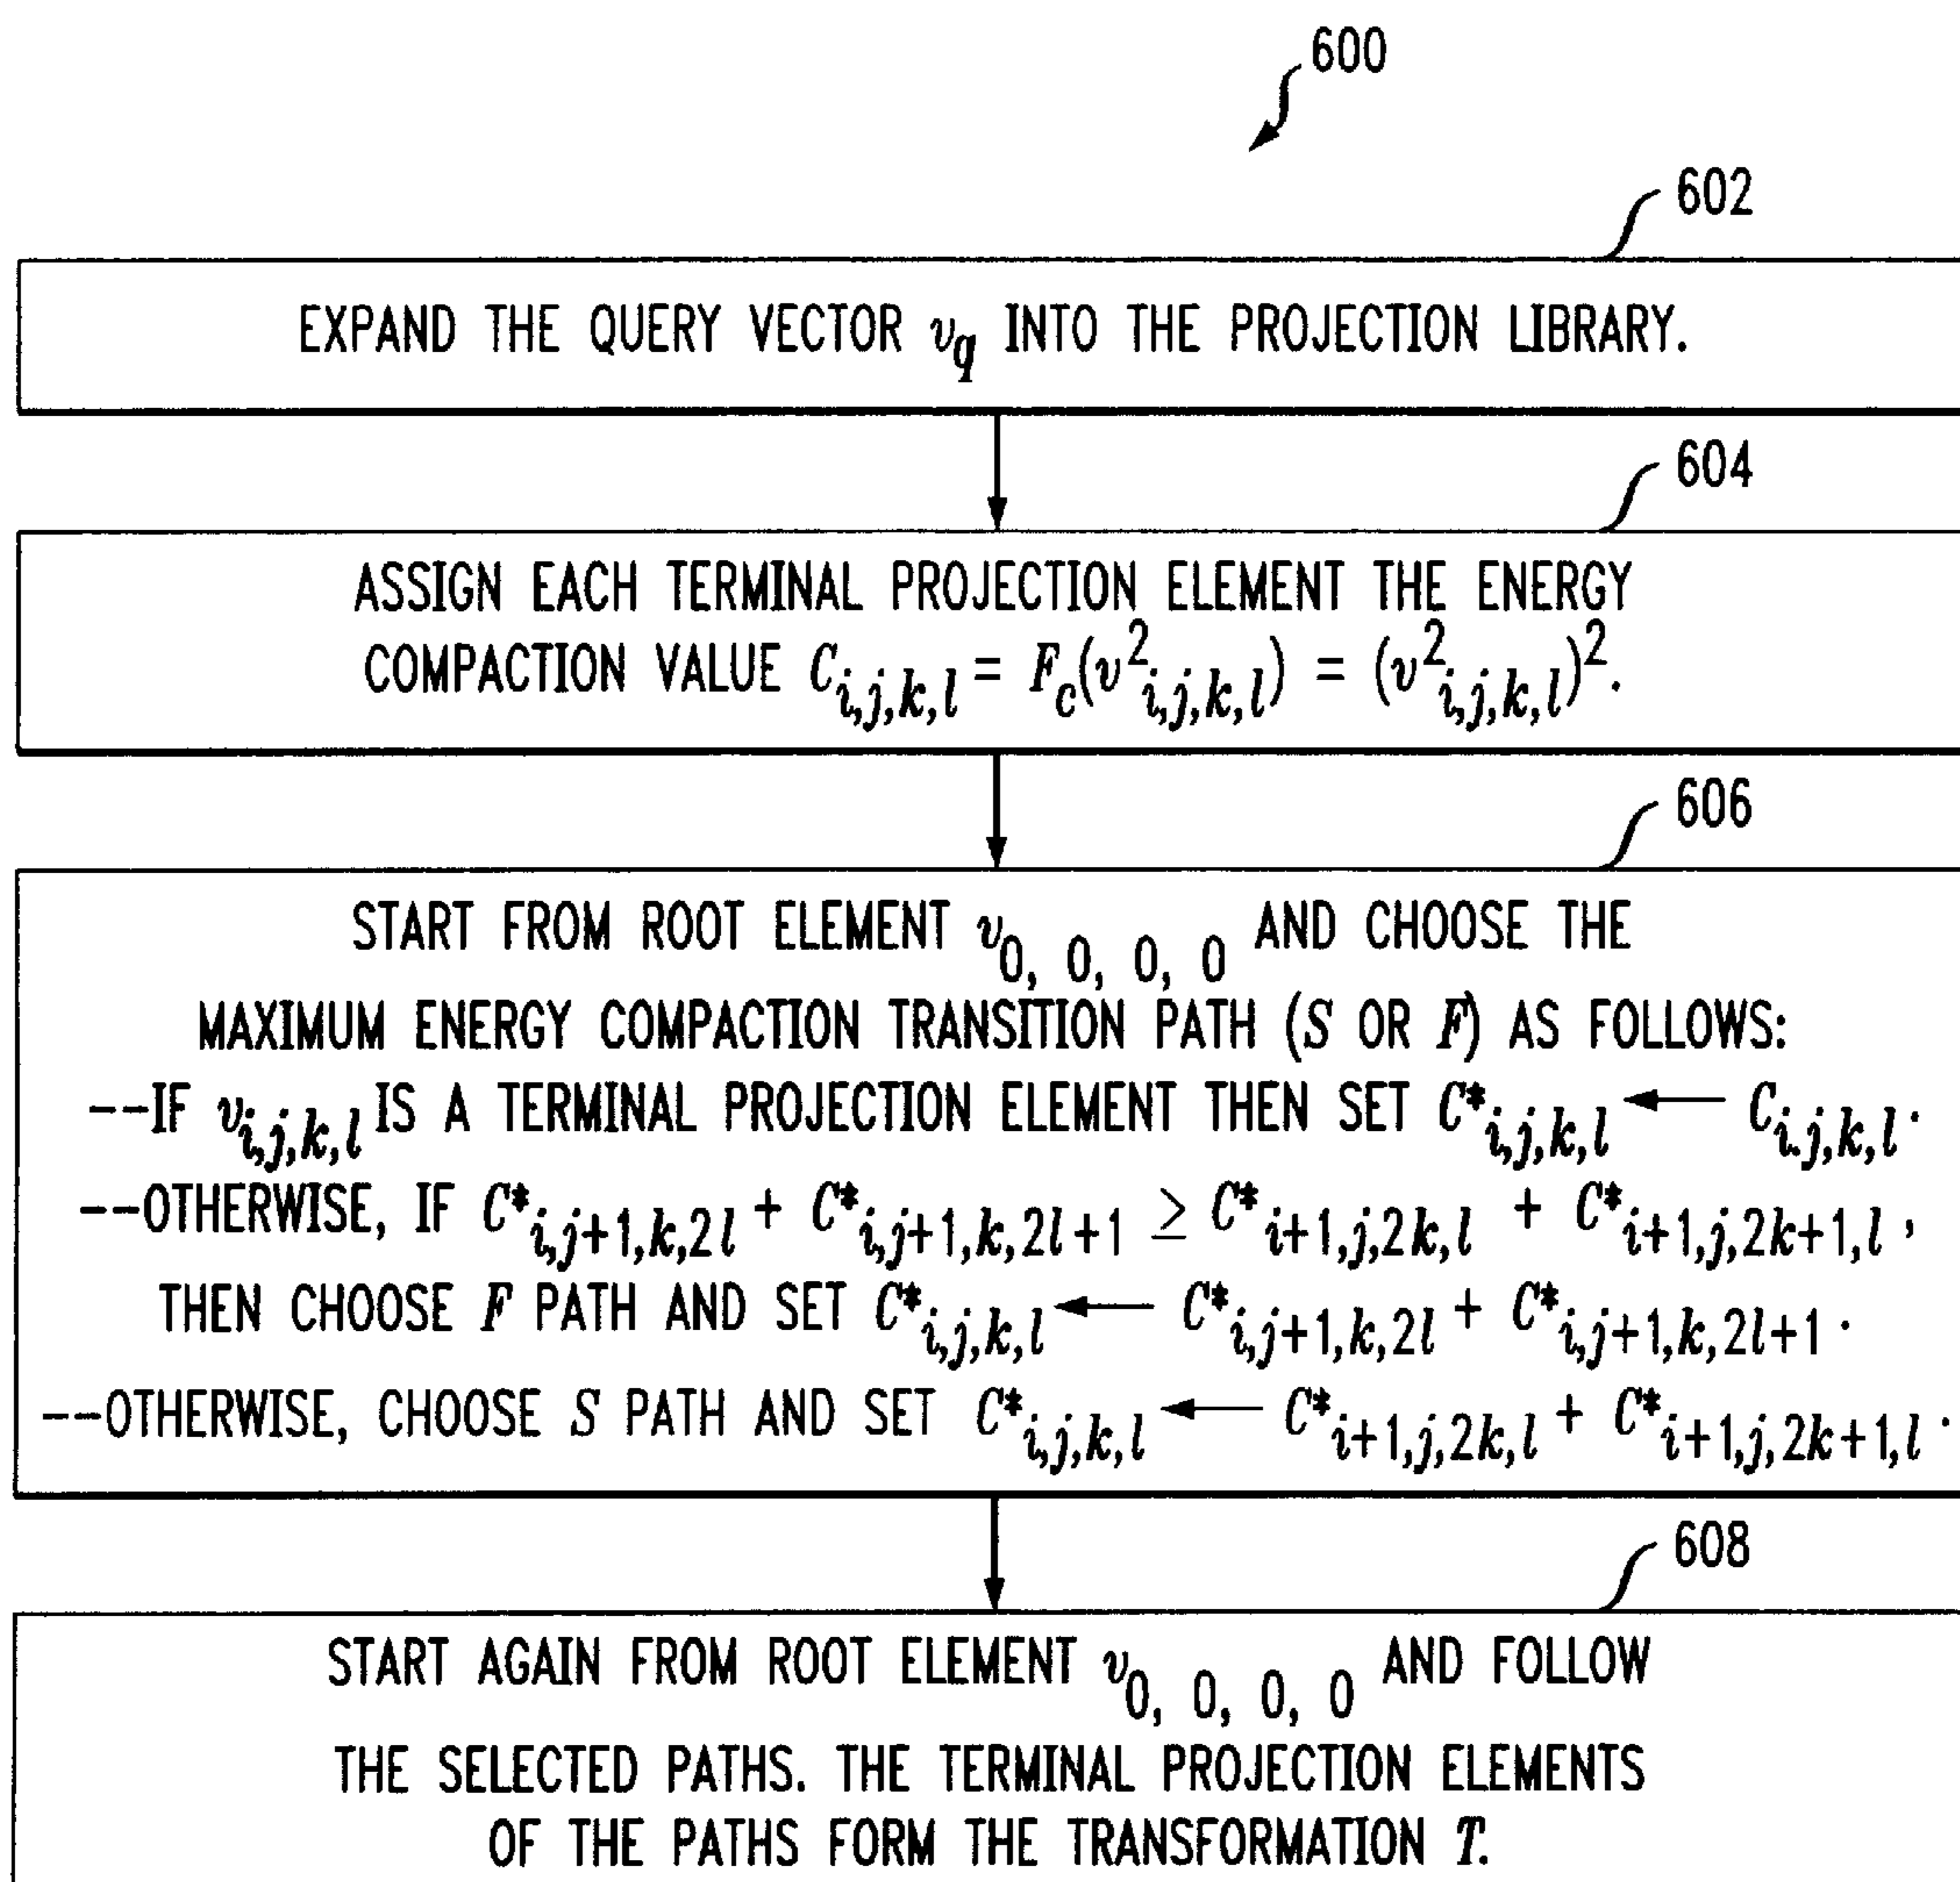 600
602
EXPAND THE QUERY VECTOR v_q INTO THE PROJECTION LIBRARY.
604
ASSIGN EACH TERMINAL PROJECTION ELEMENT THE ENERGY
COMPACTION VALUE C_{i,j,k,l} = F_c(v^2_{i,j,k,l}) = (v^2_{i,j,k,l})^2.
606
START FROM ROOT ELEMENT v_{0, 0, 0, 0} AND CHOOSE THE
MAXIMUM ENERGY COMPACTION TRANSITION PATH (S OR F) AS FOLLOWS:
--IF v_{i,j,k,l} IS A TERMINAL PROJECTION ELEMENT THEN SET C*_{i,j,k,l} ← C_{i,j,k,l}.
--OTHERWISE, IF C*_{i,j+1,k,2l} + C*_{i,j+1,k,2l+1} ≥ C*_{i+1,j,2k,l} + C*_{i+1,j,2k+1,l},
THEN CHOOSE F PATH AND SET C*_{i,j,k,l} ← C*_{i,j+1,k,2l} + C*_{i,j+1,k,2l+1}.
--OTHERWISE, CHOOSE S PATH AND SET C*_{i,j,k,l} ← C*_{i+1,j,2k,l} + C*_{i+1,j,2k+1,l}.
608
START AGAIN FROM ROOT ELEMENT v_{0, 0, 0, 0} AND FOLLOW
THE SELECTED PATHS. THE TERMINAL PROJECTION ELEMENTS
OF THE PATHS FORM THE TRANSFORMATION T.